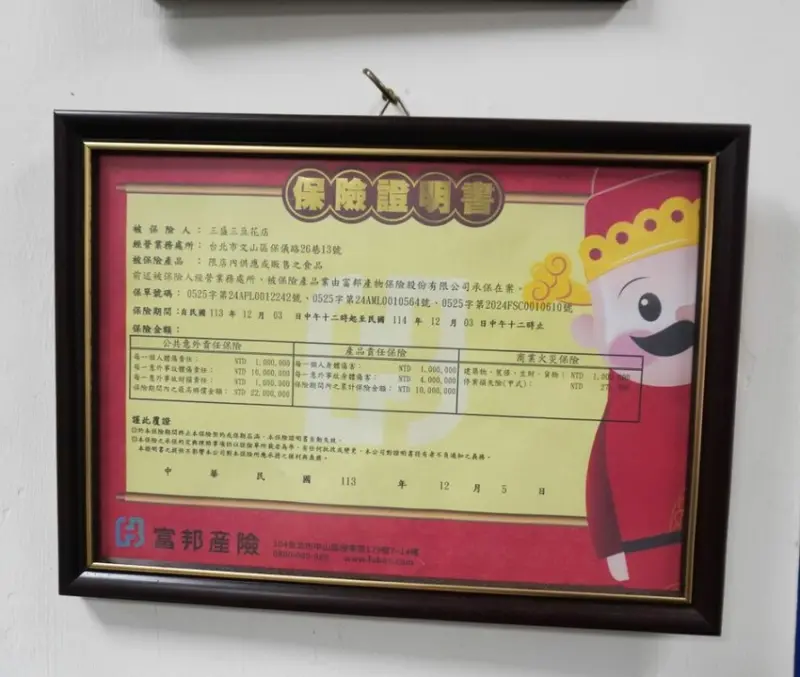 保險證明書
被保險人：三盛三豆花店
經營業務處所：台北市文山區保儀路26巷13號
被保險產品：限店內供應或販售之食品
前述被保險人經營業務處所，被保險產品業由富邦產物保險股份有限公司承保在案。
保單號碼：0525字第24APL0012242號、0525字第24AML0010564號、0525字第2024FSC0010610號
保險期間：自民國 113 年 12 月 03 日中午十二時起至民國 114 年 12 月 03 日中午十二時止
保險金額：
公共意外責任保險
每一個人體傷責任：NTD 1,000,000
每一意外事故體傷責任：NTD 16,000,000
每一意外事故財損責任：NTD 1,000,000
保險期間內之最高賠償金額：NTD 22,000,000
產品責任保險
每一個人身體傷害：NTD 1,000,000
每一意外事故身體傷害：NTD 4,000,000
保險期間內之累計保險金額：NTD 10,000,000
商業火災保險
建築物、裝修、生財、貨物：NTD
停業損失險(甲式)：NTD
謹此覆證
中華民國 113 年 12 月 5 日
富邦產險